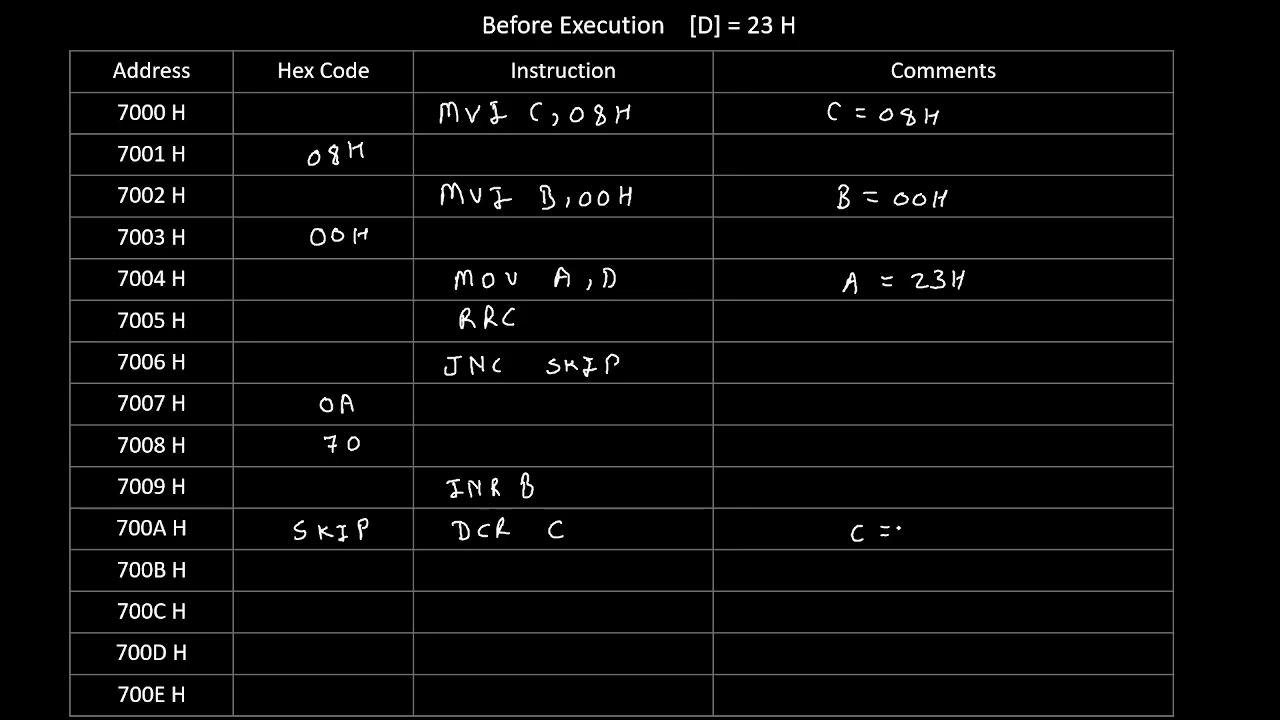 Before Execution [D] = 23 H
Address Hex Code Instruction Comments
7000 H MVI C, 08H C = 08H
7001 H 08H
7002 H MVI B, 00H B = 00H
7003 H 00H
7004 H MOV A, D A = 23H
7005 H RRC
7006 H JNC SKIP
7007 H 0A
7008 H 70
7009 H INR B
700A H SKIP DCR C C =
700B H
700C H
700D H
700E H